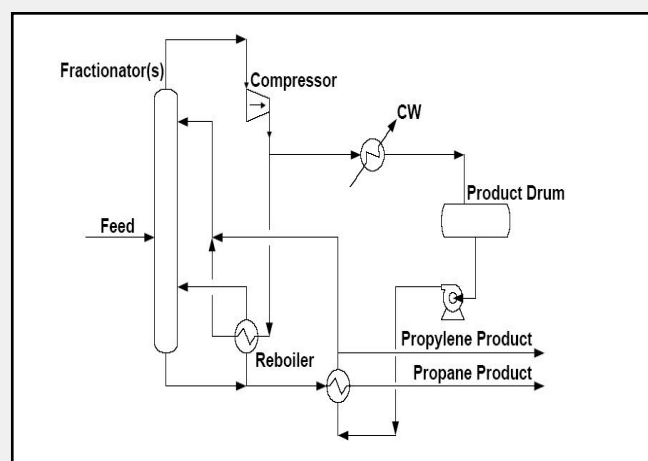 Fractionator(s)
Compressor
CW
Product Drum
Feed
Propylene Product
Reboiler
Propane Product